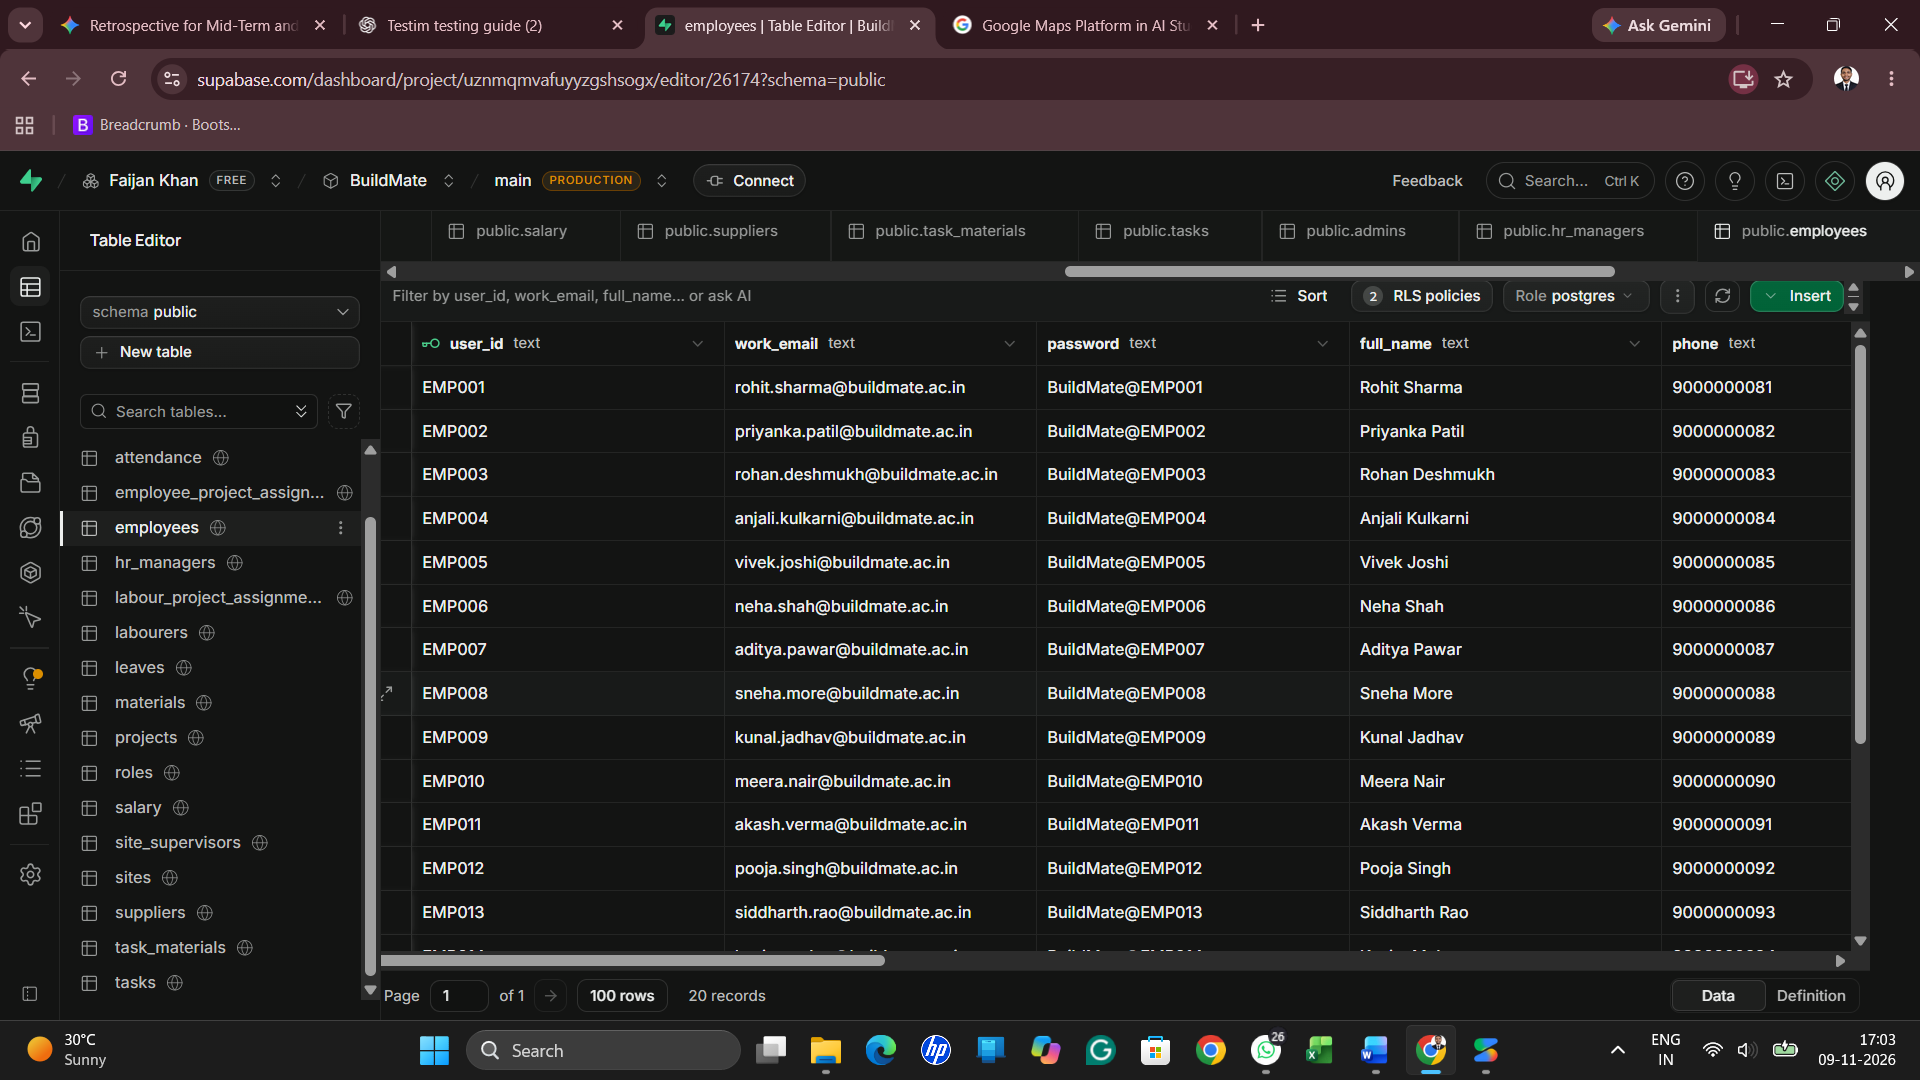 Retrospective for Mid-Term and
Testim testing guide (2)
employees | Table Editor | Build
Google Maps Platform in AI Stu
Ask Gemini
supabase.com/dashboard/project/uznmqmvafuyyzgshsogx/editor/26174?schema=public
B Breadcrumb · Boots...
Faijan Khan FREE / BuildMate / main PRODUCTION Connect
Feedback Search... Ctrl K
Table Editor
public.salary public.suppliers public.task_materials public.tasks public.admins public.hr_managers public.employees
schema public
New table
Search tables...
attendance
employee_project_assign...
employees
hr_managers
labour_project_assignme...
labourers
leaves
materials
projects
roles
salary
site_supervisors
sites
suppliers
task_materials
tasks
Filter by user_id, work_email, full_name... or ask AI Sort 2 RLS policies Role postgres Insert
user_id text work_email text password text full_name text phone text
EMP001 rohit.sharma@buildmate.ac.in BuildMate@EMP001 Rohit Sharma 9000000081
EMP002 priyanka.patil@buildmate.ac.in BuildMate@EMP002 Priyanka Patil 9000000082
EMP003 rohan.deshmukh@buildmate.ac.in BuildMate@EMP003 Rohan Deshmukh 9000000083
EMP004 anjali.kulkarni@buildmate.ac.in BuildMate@EMP004 Anjali Kulkarni 9000000084
EMP005 vivek.joshi@buildmate.ac.in BuildMate@EMP005 Vivek Joshi 9000000085
EMP006 neha.shah@buildmate.ac.in BuildMate@EMP006 Neha Shah 9000000086
EMP007 aditya.pawar@buildmate.ac.in BuildMate@EMP007 Aditya Pawar 9000000087
EMP008 sneha.more@buildmate.ac.in BuildMate@EMP008 Sneha More 9000000088
EMP009 kunal.jadhav@buildmate.ac.in BuildMate@EMP009 Kunal Jadhav 9000000089
EMP010 meera.nair@buildmate.ac.in BuildMate@EMP010 Meera Nair 9000000090
EMP011 akash.verma@buildmate.ac.in BuildMate@EMP011 Akash Verma 9000000091
EMP012 pooja.singh@buildmate.ac.in BuildMate@EMP012 Pooja Singh 9000000092
EMP013 siddharth.rao@buildmate.ac.in BuildMate@EMP013 Siddharth Rao 9000000093
Page 1 of 1 100 rows 20 records Data Definition
30°C
Sunny
Search
hp
26
ENG
IN
17:03
09-11-2026